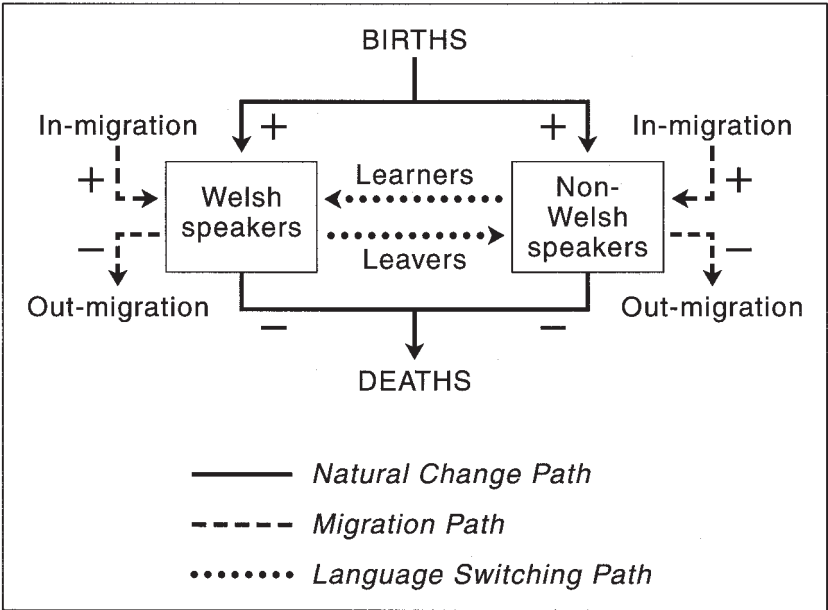 BIRTHS
+
+
In-migration
In-migration
+
+
Learners
Welsh
speakers
Non-
Welsh
speakers
Leavers
−
−
Out-migration
Out-migration
−
−
DEATHS
Natural Change Path
Migration Path
Language Switching Path